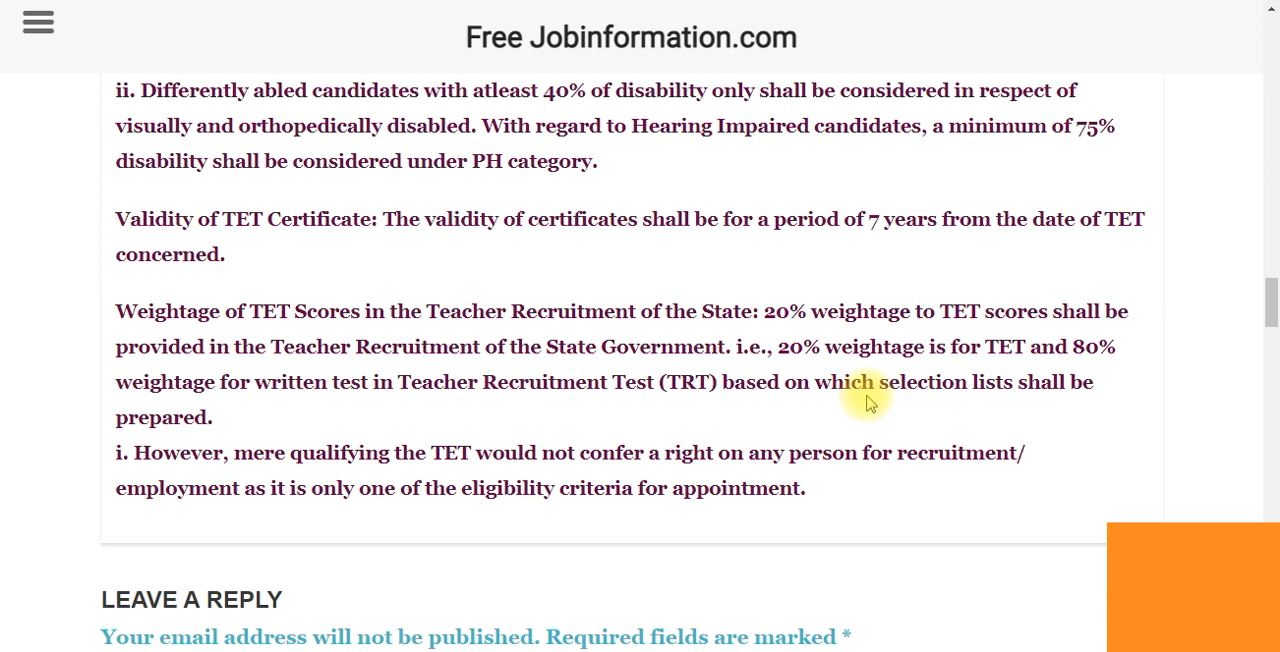 Free Jobinformation.com
ii. Differently abled candidates with atleast 40% of disability only shall be considered in respect of
visually and orthopedically disabled. With regard to Hearing Impaired candidates, a minimum of 75%
disability shall be considered under PH category.
Validity of TET Certificate: The validity of certificates shall be for a period of 7 years from the date of TET
concerned.
Weightage of TET Scores in the Teacher Recruitment of the State: 20% weightage to TET scores shall be
provided in the Teacher Recruitment of the State Government. i.e., 20% weightage is for TET and 80%
weightage for written test in Teacher Recruitment Test (TRT) based on which selection lists shall be
prepared.
i. However, mere qualifying the TET would not confer a right on any person for recruitment/
employment as it is only one of the eligibility criteria for appointment.
LEAVE A REPLY
Your email address will not be published. Required fields are marked *